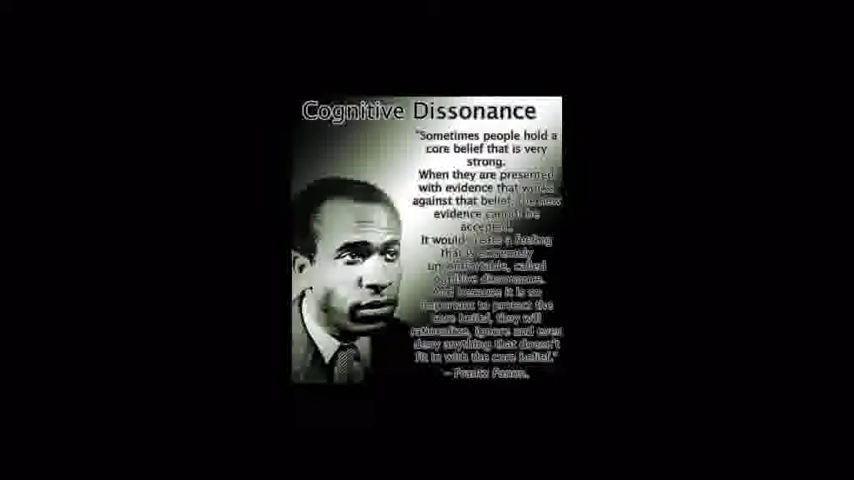 Cognitive Dissonance
"Sometimes people hold a
core belief that is very
strong.
When they are presented
with evidence that works
against that belief, the new
evidence cannot be
accepted.
It would create a feeling
that is extremely
uncomfortable, called
cognitive dissonance.
And because it is so
important to protect the
core belief, they will
rationalize, ignore and even
deny anything that doesn't
fit in with the core belief."
- Frantz Fanon.